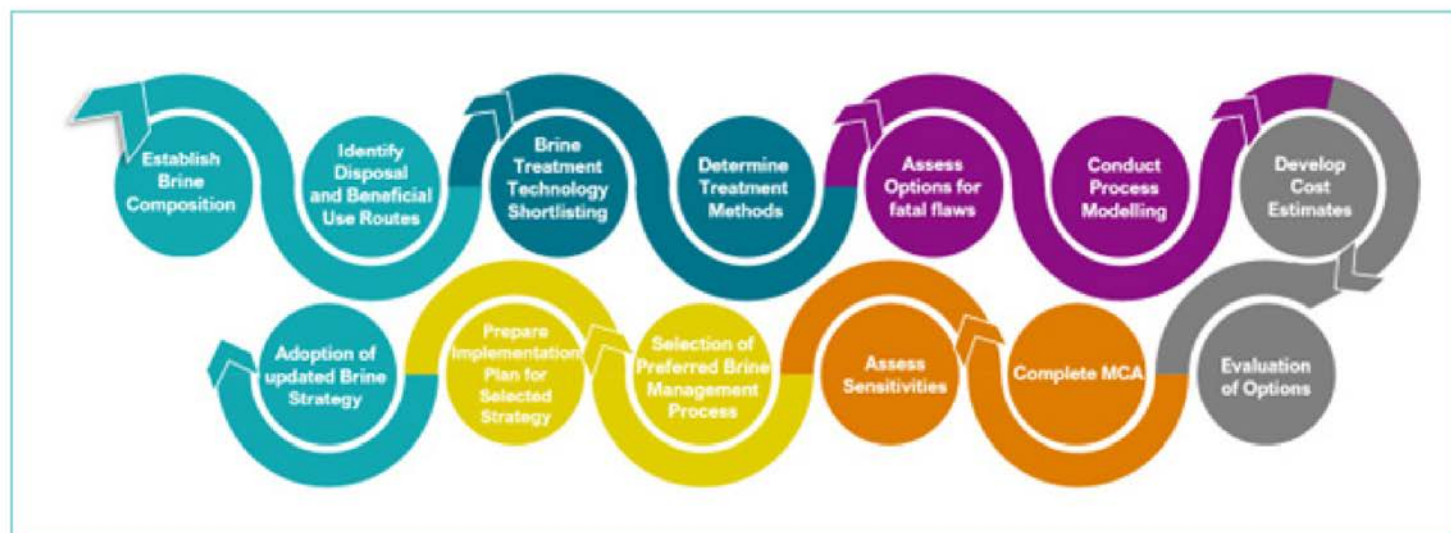 Establish
Brine
Composition
Identify
Disposal
and Beneficial
Use Routes
Brine
Treatment
Technology
Shortlisting
Determine
Treatment
Methods
Assess
Options for
fatal flaws
Conduct
Process
Modelling
Develop
Cost
Estimates
Evaluation
of Options
Complete MCA
Assess
Sensitivities
Selection of
Preferred Brine
Management
Process
Prepare
Implementation
Plan for
Selected
Strategy
Adoption of
updated Brine
Strategy